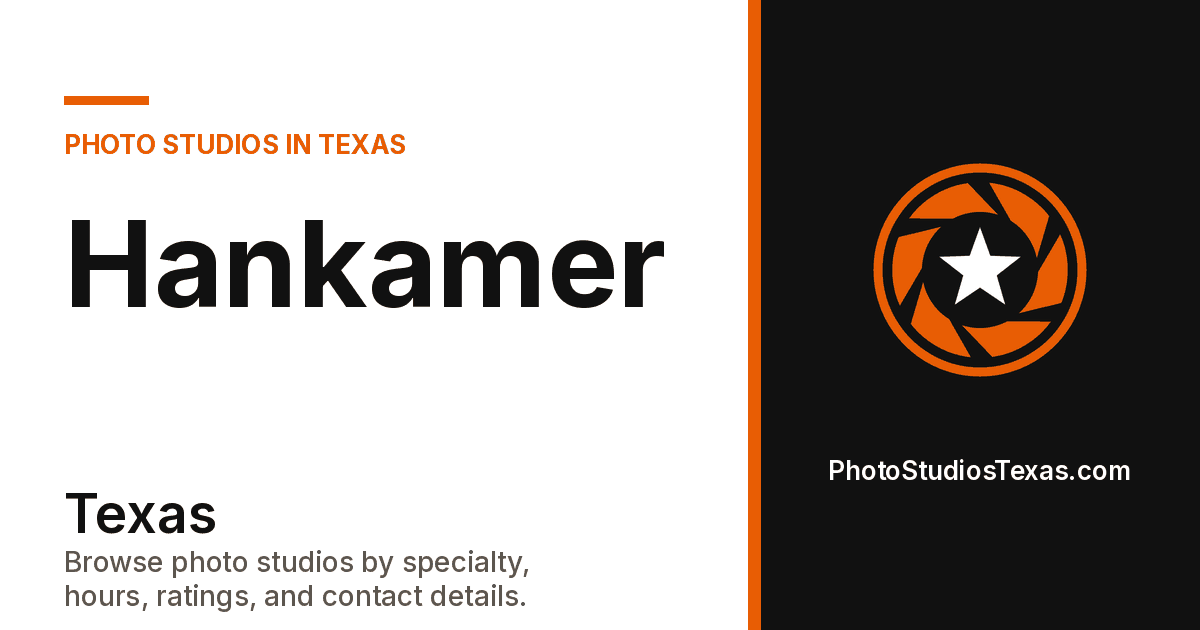 PHOTO STUDIOS IN TEXAS
Hankamer
Texas
Browse photo studios by specialty,
hours, ratings, and contact details.
PhotoStudiosTexas.com